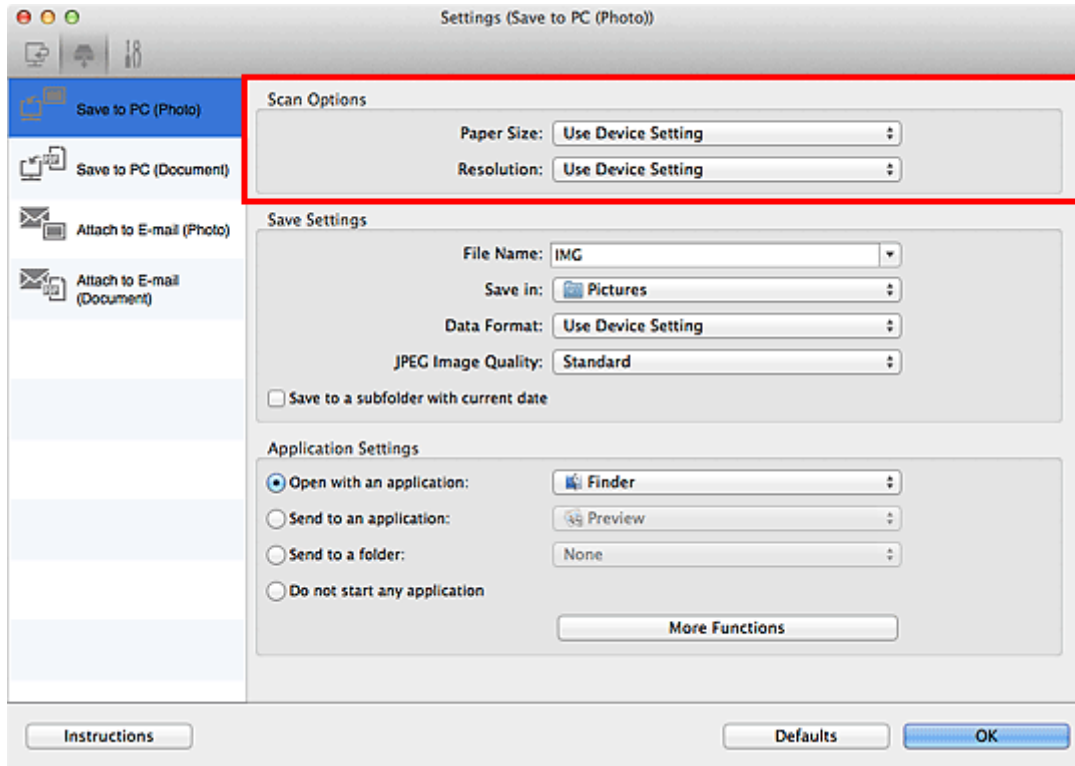 Settings (Save to PC (Photo))
Save to PC (Photo)
Save to PC (Document)
Attach to E-mail (Photo)
Attach to E-mail
(Document)
Scan Options
Paper Size: Use Device Setting
Resolution: Use Device Setting
Save Settings
File Name: IMG
Save in: Pictures
Data Format: Use Device Setting
JPEG Image Quality: Standard
Save to a subfolder with current date
Application Settings
Open with an application: Finder
Send to an application: Preview
Send to a folder: None
Do not start any application
More Functions
Instructions
Defaults
OK